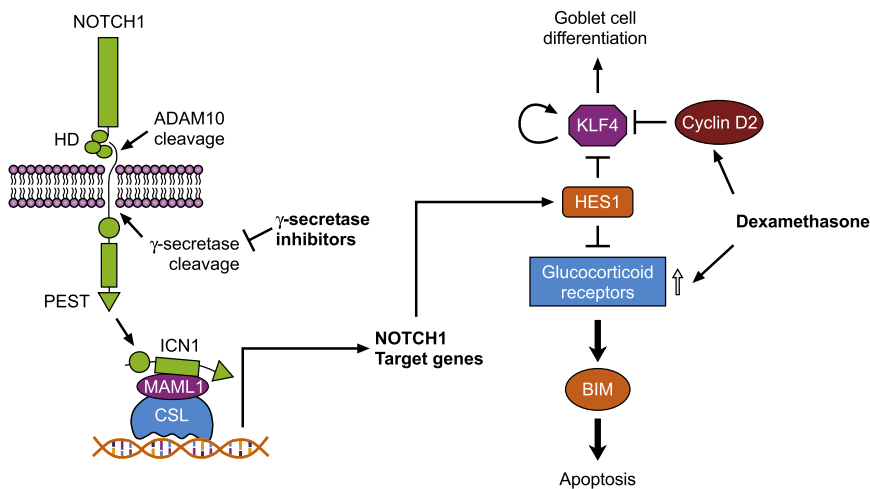 NOTCH1
HD
ADAM10
cleavage
γ-secretase
cleavage
γ-secretase
inhibitors
PEST
ICN1
MAML1
CSL
NOTCH1
Target genes
Goblet cell
differentiation
KLF4
Cyclin D2
HES1
Dexamethasone
Glucocorticoid
receptors
BIM
Apoptosis